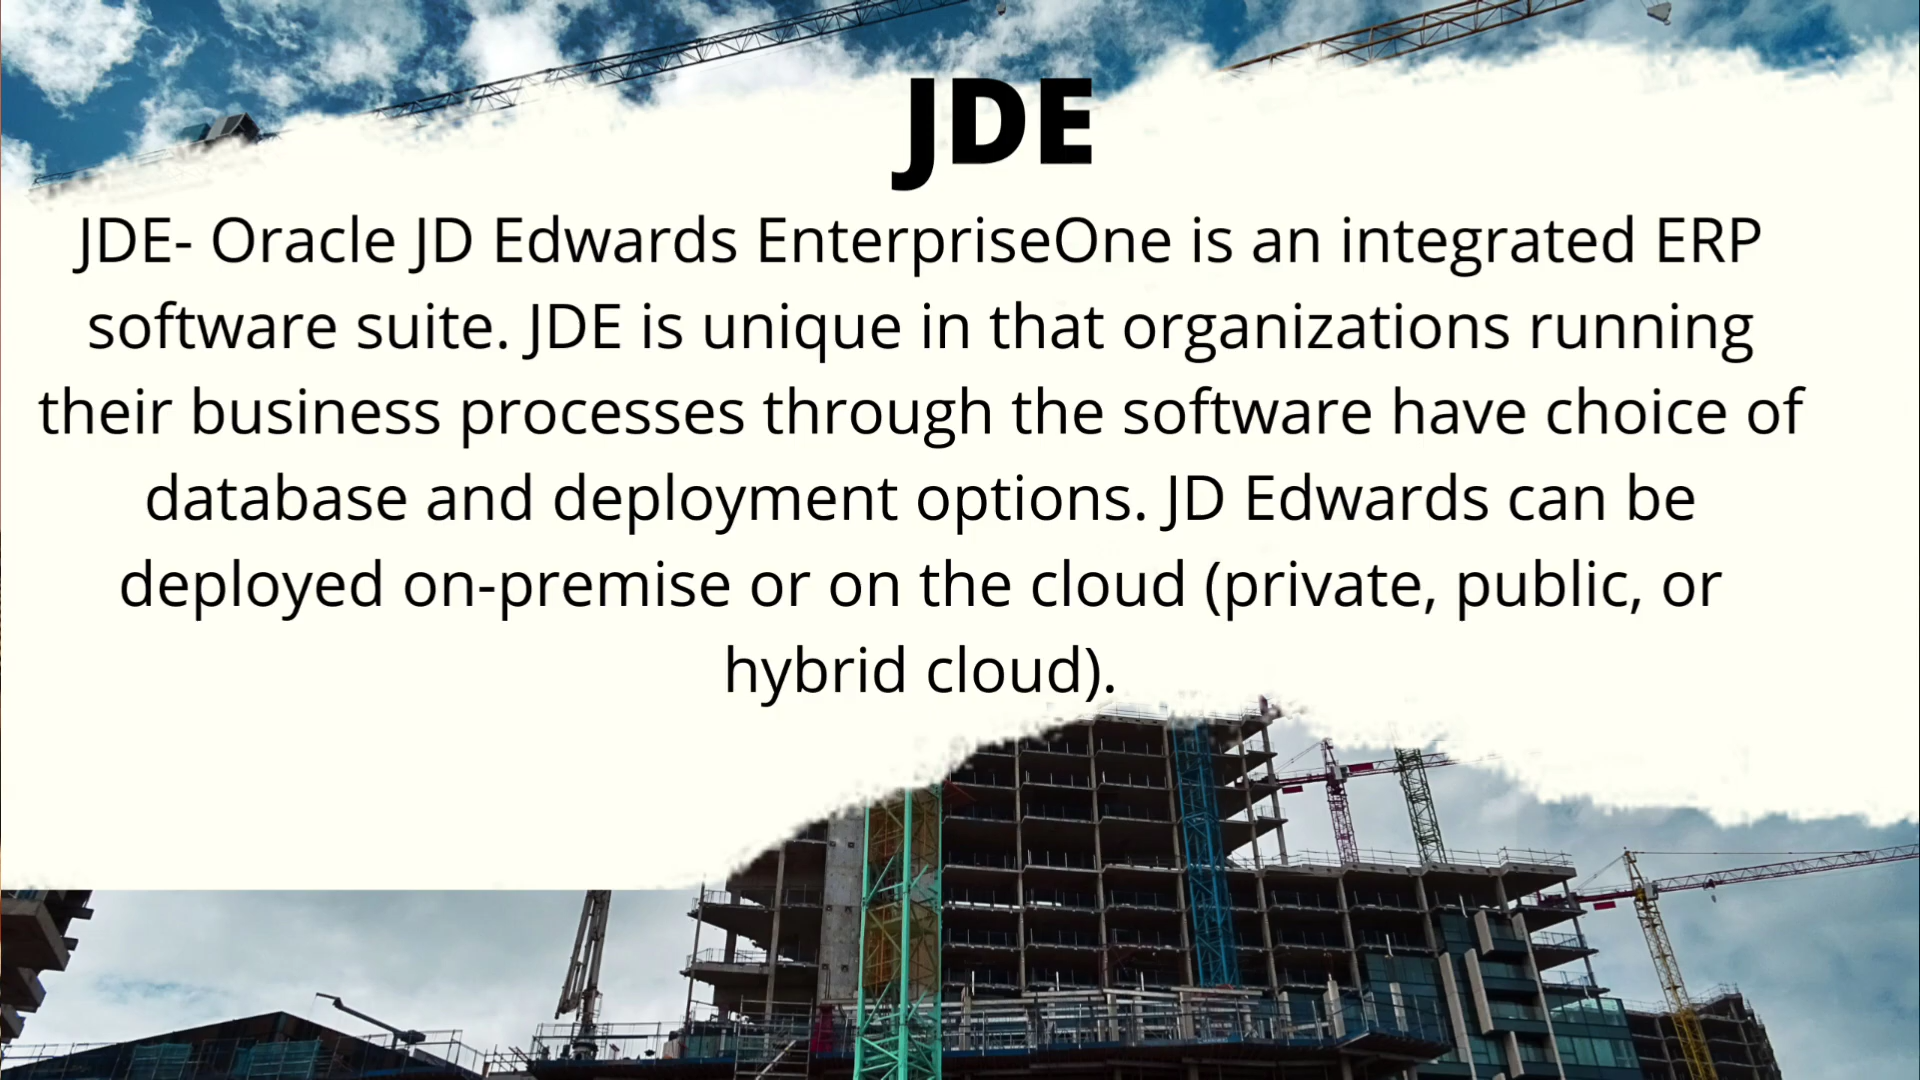 JDE
JDE- Oracle JD Edwards EnterpriseOne is an integrated ERP
software suite. JDE is unique in that organizations running
their business processes through the software have choice of
database and deployment options. JD Edwards can be
deployed on-premise or on the cloud (private, public, or
hybrid cloud).